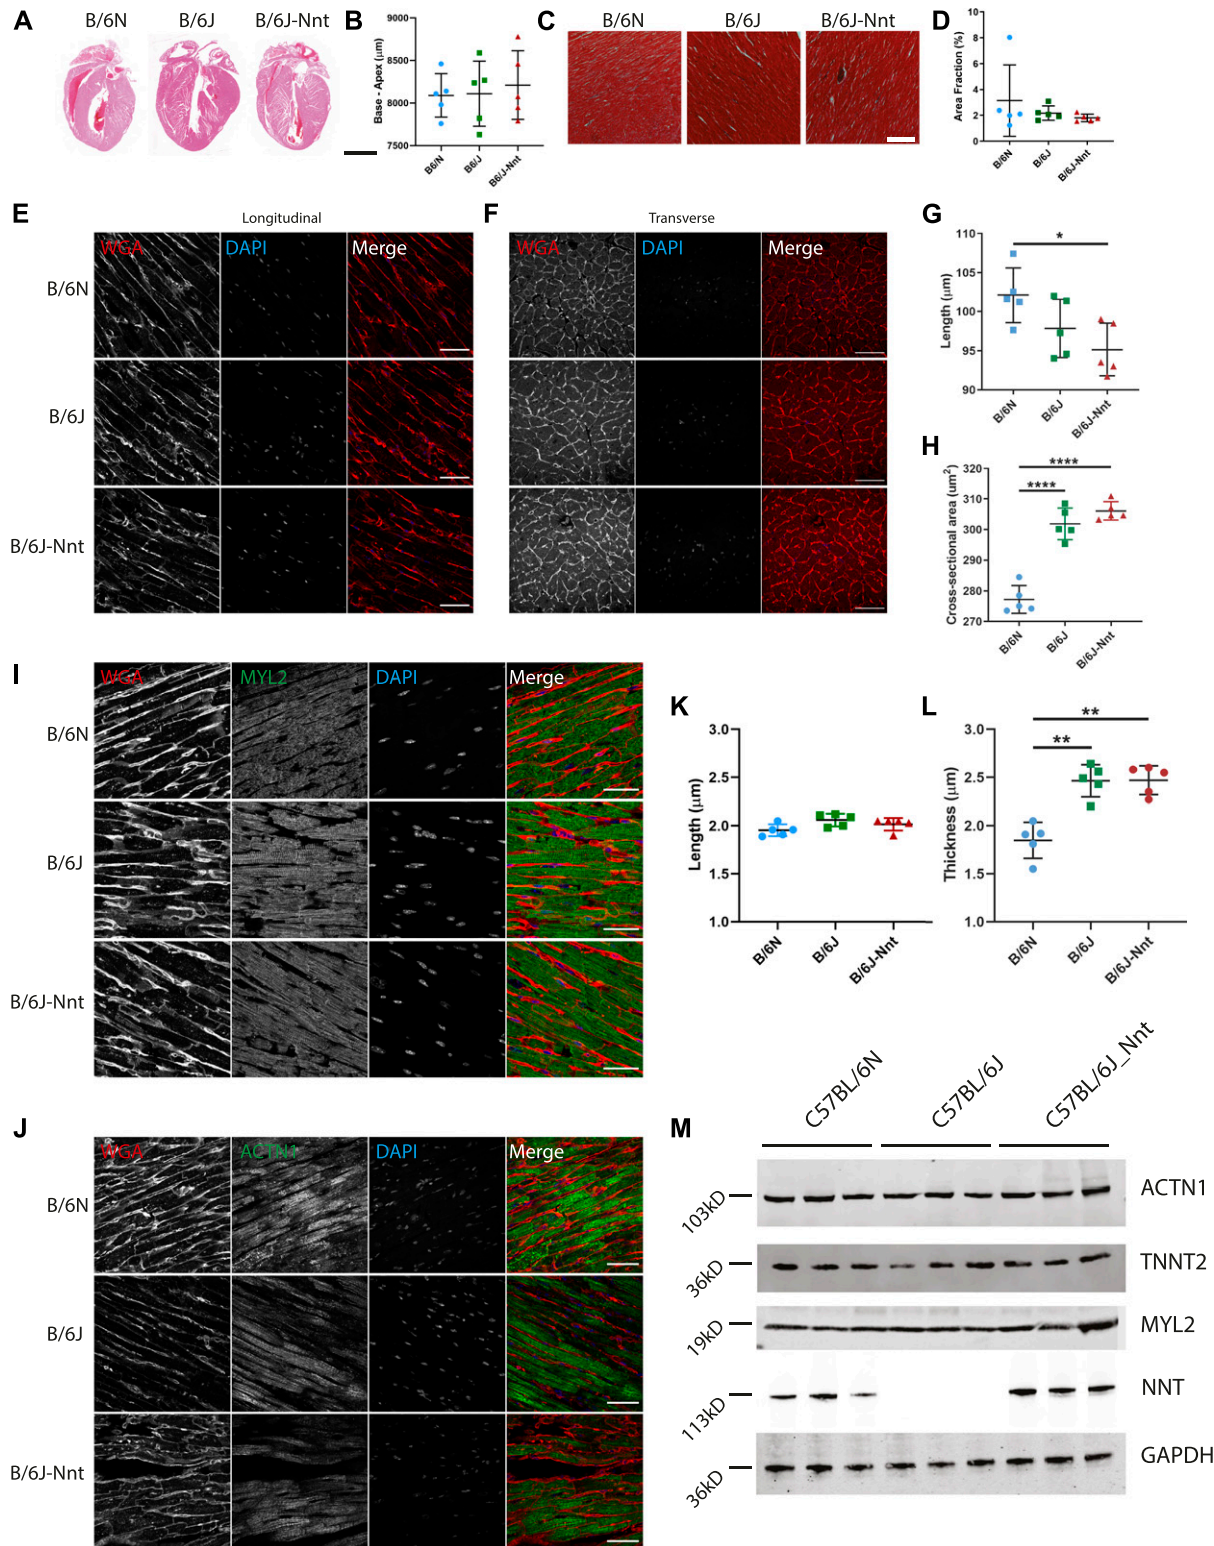 A
B/6N
B/6J
B/6J-Nnt
B
9000
8500
8000
7500
Base - Apex (μm)
B6/N
B6/J
B6/J-Nnt
C
B/6N
B/6J
B/6J-Nnt
D
10
8
6
4
2
0
Area Fraction (%)
B/6N
B/6J
B/6J-Nnt
E
Longitudinal
WGA
DAPI
Merge
B/6N
B/6J
B/6J-Nnt
F
Transverse
WGA
DAPI
Merge
G
110
105
100
95
90
Length (μm)
*
B/6N
B/6J
B/6J-Nnt
H
320
310
300
290
280
270
Cross-sectional area (um²)
****
****
B/6N
B/6J
B/6J-Nnt
I
WGA
MYL2
DAPI
Merge
B/6N
B/6J
B/6J-Nnt
K
3.0
2.5
2.0
1.5
1.0
Length (μm)
B/6N
B/6J
B/6J-Nnt
L
3.0
2.5
2.0
1.5
1.0
Thickness (μm)
**
**
B/6N
B/6J
B/6J-Nnt
J
WGA
ACTN1
DAPI
Merge
B/6N
B/6J
B/6J-Nnt
M
C57BL/6N
C57BL/6J
C57BL/6J_Nnt
103kD
ACTN1
36kD
TNNT2
19kD
MYL2
113kD
NNT
36kD
GAPDH